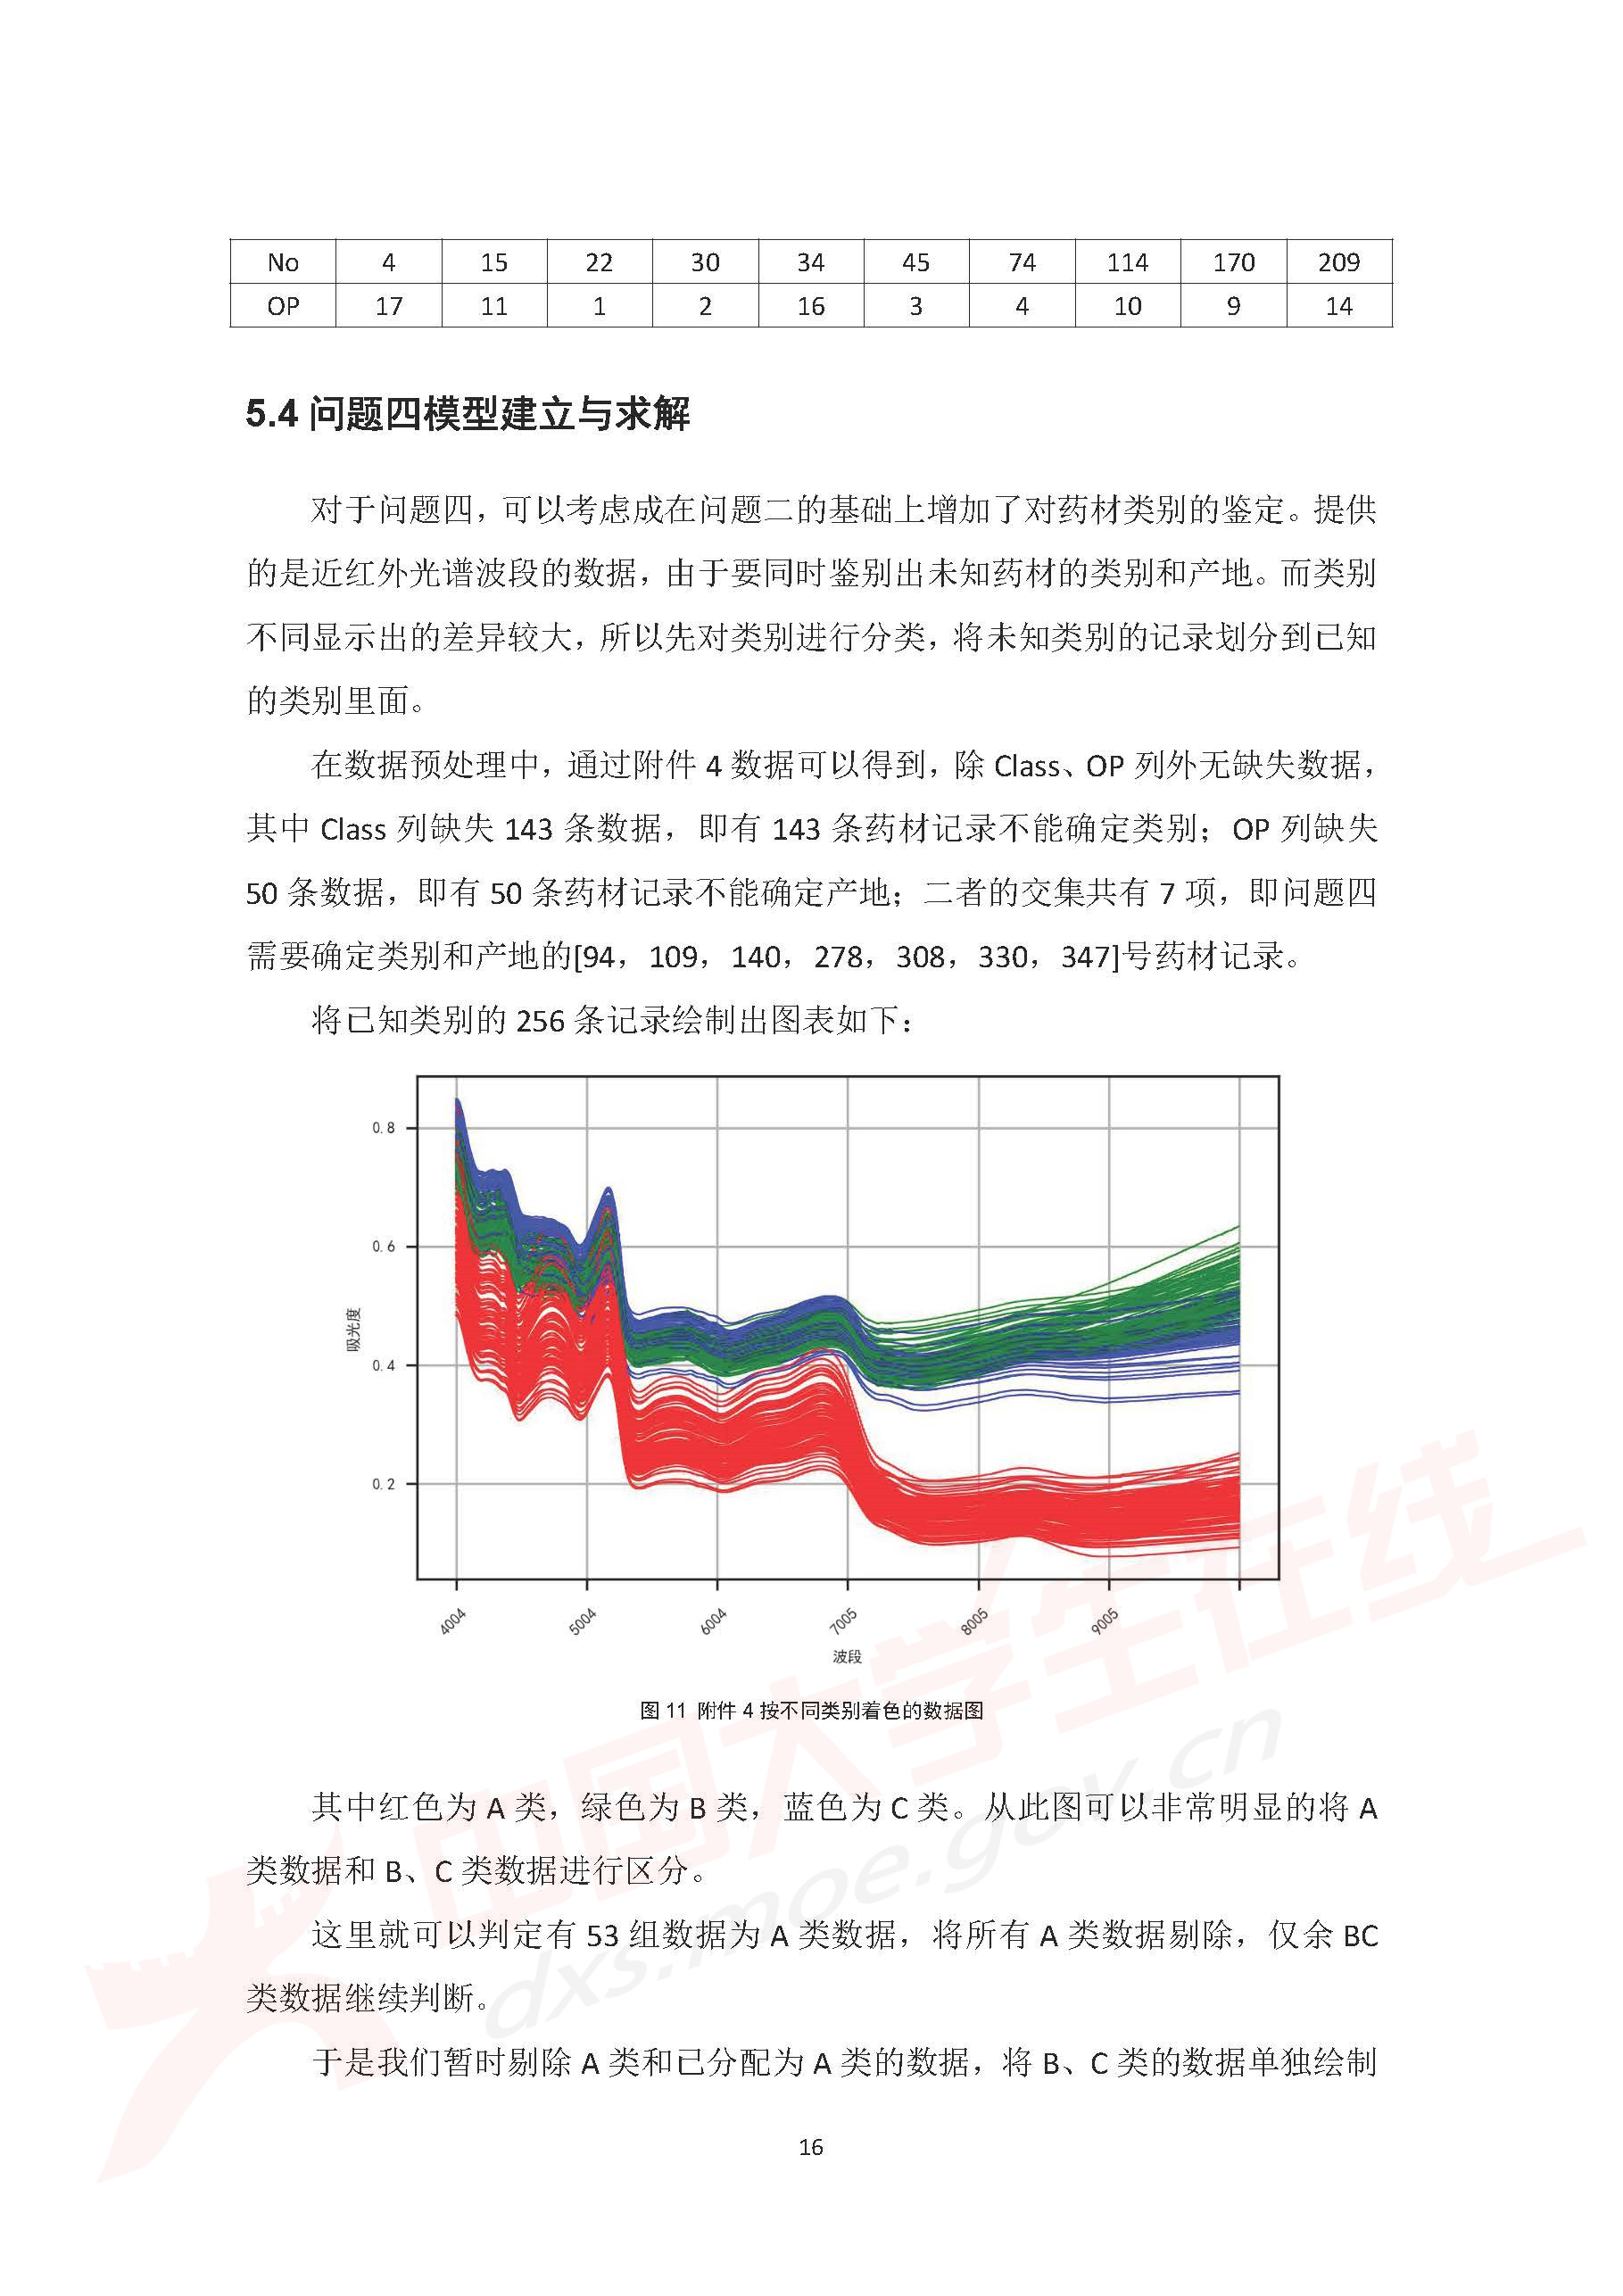 No 4 15 22 30 34 45 74 114 170 209
OP 17 11 1 2 16 3 4 10 9 14
5.4 问题四模型建立与求解
对于问题四，可以考虑成在问题二的基础上增加了对药材类别的鉴定。提供
的是近红外光谱波段的数据，由于要同时鉴别出未知药材的类别和产地。而类别
不同显示出的差异较大，所以先对类别进行分类，将未知类别的记录划分到已知
的类别里面。
在数据预处理中，通过附件 4 数据可以得到，除 Class、OP 列外无缺失数据，
其中 Class 列缺失 143 条数据，即有 143 条药材记录不能确定类别；OP 列缺失
50 条数据，即有 50 条药材记录不能确定产地；二者的交集共有 7 项，即问题四
需要确定类别和产地的[94，109，140，278，308，330，347]号药材记录。
将已知类别的 256 条记录绘制出图表如下：
0.8
0.6
0.4
0.2
吸光度
4004 5004 6004 7005 8005 9005
波段
图 11 附件 4 按不同类别着色的数据图
其中红色为 A 类，绿色为 B 类，蓝色为 C 类。从此图可以非常明显的将 A
类数据和 B、C 类数据进行区分。
这里就可以判定有 53 组数据为 A 类数据，将所有 A 类数据剔除，仅余 BC
类数据继续判断。
于是我们暂时剔除 A 类和已分配为 A 类的数据，将 B、C 类的数据单独绘制
16
中国大学生在线
dxs.moe.gov.cn